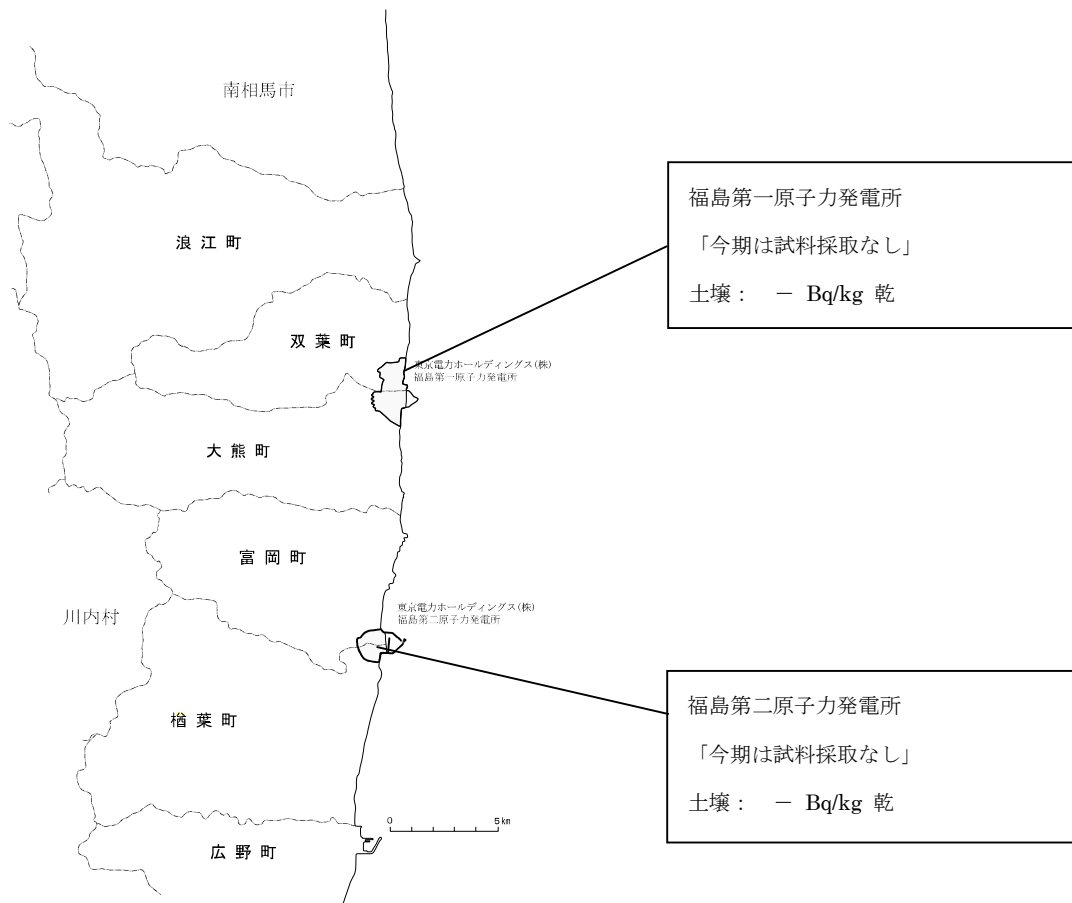 南相馬市
福島第一原子力発電所
「今期は試料採取なし」
土壌： － Bq/kg 乾
浪江町
双葉町
東京電力ホールディングス(株)
福島第一原子力発電所
大熊町
富岡町
東京電力ホールディングス(株)
福島第二原子力発電所
川内村
福島第二原子力発電所
「今期は試料採取なし」
土壌： － Bq/kg 乾
楢葉町
0 5km
広野町